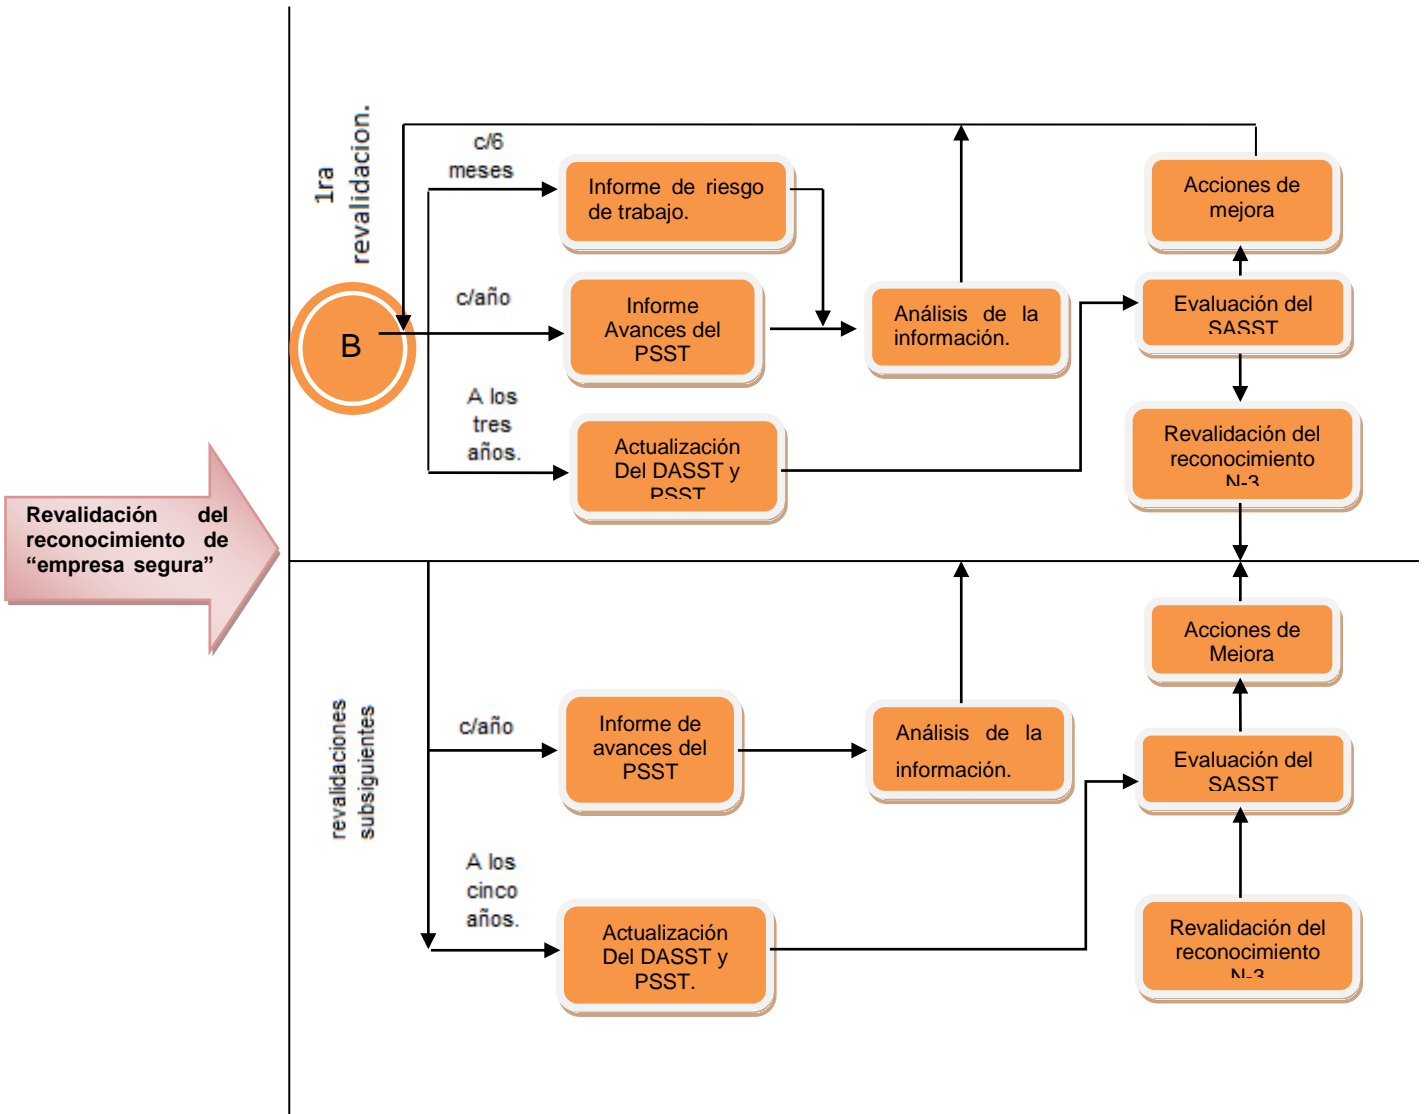 Revalidación del
reconocimiento de
“empresa segura”
1ra
revalidacion.
B
c/6
meses
Informe de riesgo
de trabajo.
c/año
Informe
Avances del
PSST
A los
tres
años.
Actualización
Del DASST y
PSST
Análisis de la
información.
Acciones de
mejora
Evaluación del
SASST
Revalidación del
reconocimiento
N-3
revalidaciones
subsiguientes
c/año
Informe de
avances del
PSST
Análisis de la
información.
A los
cinco
años.
Actualización
Del DASST y
PSST.
Acciones de
Mejora
Evaluación del
SASST
Revalidación del
reconocimiento
N-3